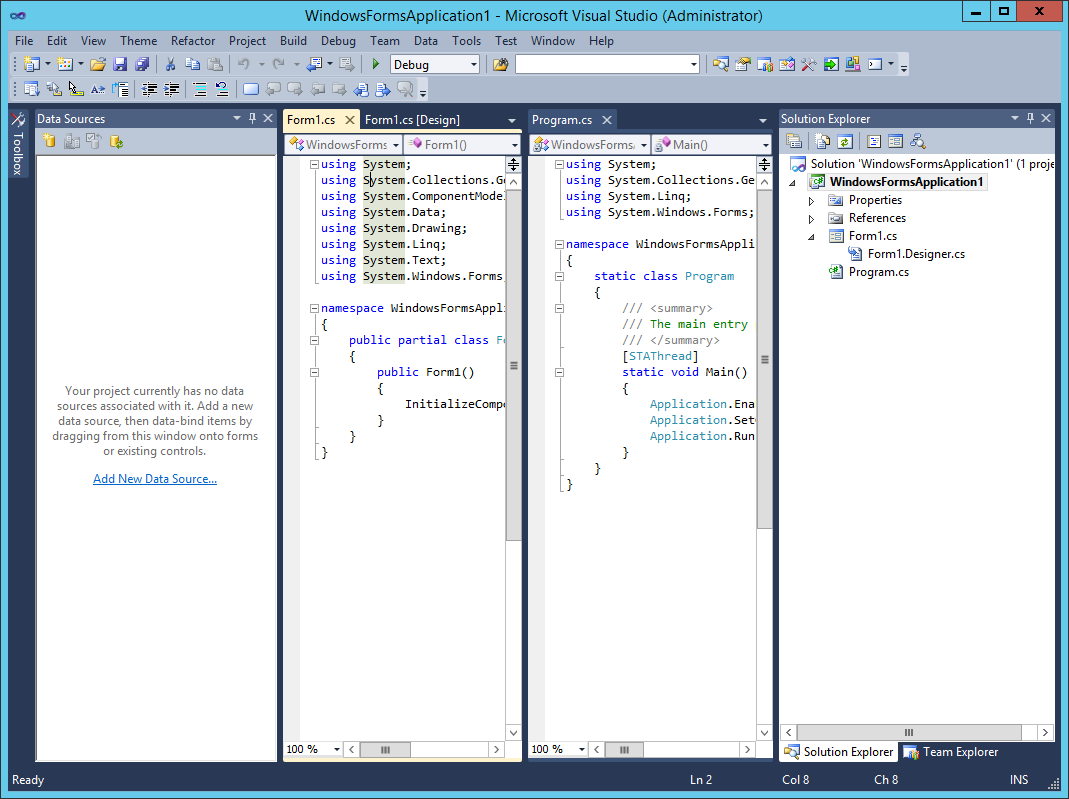 WindowsFormsApplication1 - Microsoft Visual Studio (Administrator)
File Edit View Theme Refactor Project Build Debug Team Data Tools Test Window Help
Debug
Toolbox
Data Sources
Your project currently has no data
sources associated with it. Add a new
data source, then data-bind items by
dragging from this window onto forms
or existing controls.
Add New Data Source...
Form1.cs Form1.cs [Design]
WindowsForms Form1()
using System;
using System.Collections.Ge
using System.ComponentModel
using System.Data;
using System.Drawing;
using System.Linq;
using System.Text;
using System.Windows.Forms
namespace WindowsFormsAppli
{
public partial class Fo
{
public Form1()
{
InitializeCompo
}
}
}
100 %
Program.cs
WindowsForms Main()
using System;
using System.Collections.Ge
using System.Linq;
using System.Windows.Forms;
namespace WindowsFormsAppli
{
static class Program
{
/// <summary>
/// The main entry
/// </summary>
[STAThread]
static void Main()
{
Application.Ena
Application.Set
Application.Run
}
}
}
100 %
Solution Explorer
Solution 'WindowsFormsApplication1' (1 proje
WindowsFormsApplication1
Properties
References
Form1.cs
Form1.Designer.cs
Program.cs
Solution Explorer Team Explorer
Ready Ln 2 Col 8 Ch 8 INS